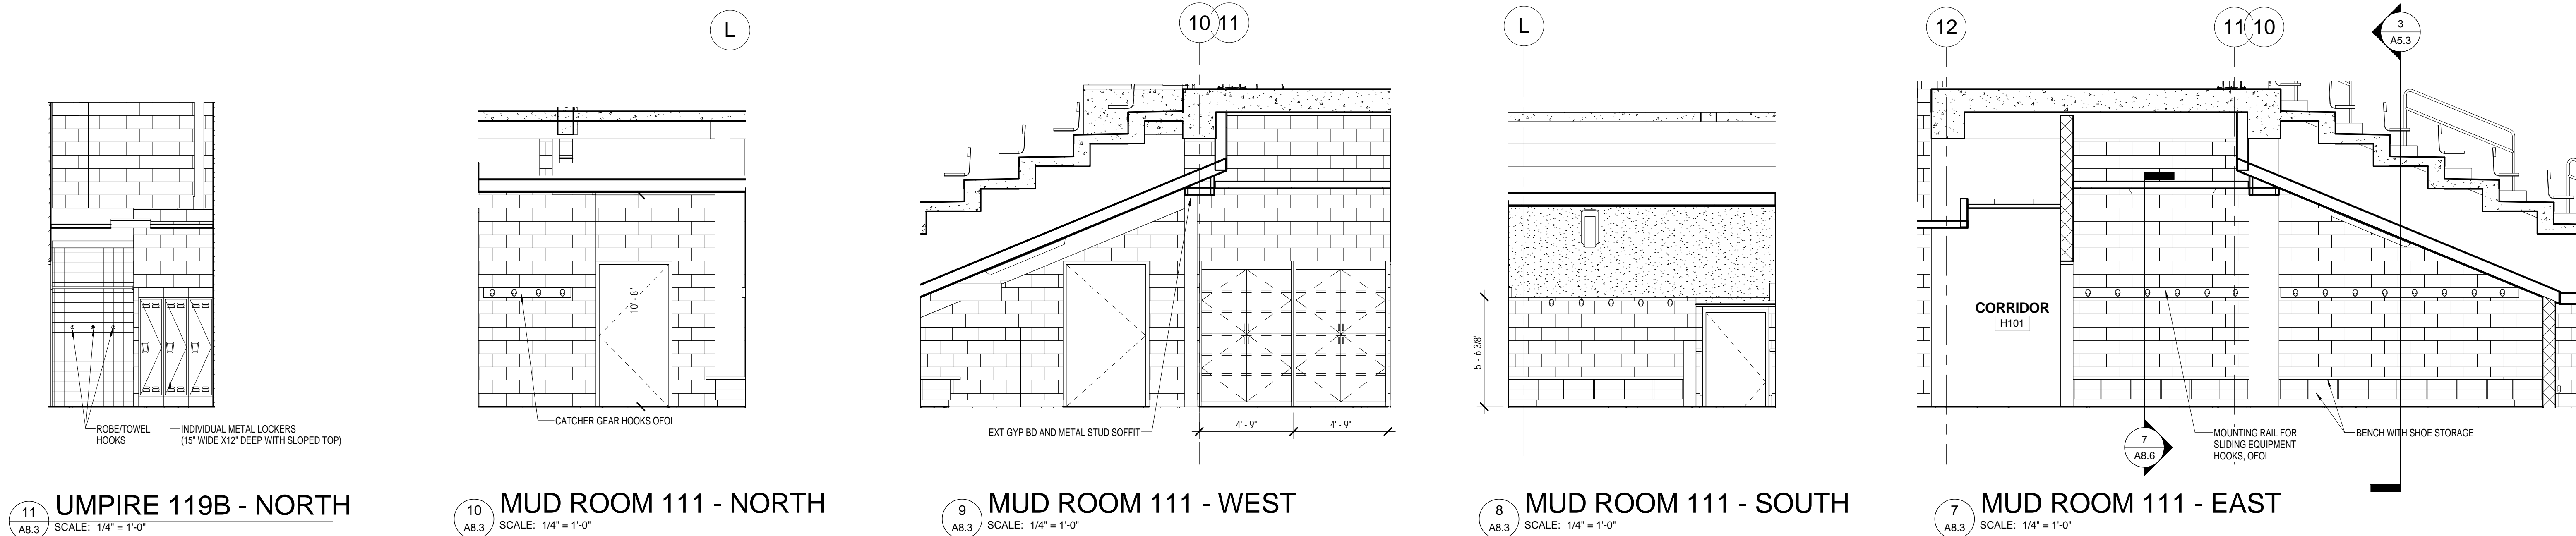 ROBE/TOWEL
HOOKS
INDIVIDUAL METAL LOCKERS
(15" WIDE X12" DEEP WITH SLOPED TOP)
11
A8.3
UMPIRE 119B - NORTH
SCALE: 1/4" = 1'-0"
L
10' - 8"
CATCHER GEAR HOOKS OFOI
10
A8.3
MUD ROOM 111 - NORTH
SCALE: 1/4" = 1'-0"
10
11
EXT GYP BD AND METAL STUD SOFFIT
4' - 9"
4' - 9"
9
A8.3
MUD ROOM 111 - WEST
SCALE: 1/4" = 1'-0"
L
5' - 6 3/8"
8
A8.3
MUD ROOM 111 - SOUTH
SCALE: 1/4" = 1'-0"
12
11
10
3
A5.3
CORRIDOR
H101
7
A8.6
MOUNTING RAIL FOR
SLIDING EQUIPMENT
HOOKS, OFOI
BENCH WITH SHOE STORAGE
7
A8.3
MUD ROOM 111 - EAST
SCALE: 1/4" = 1'-0"